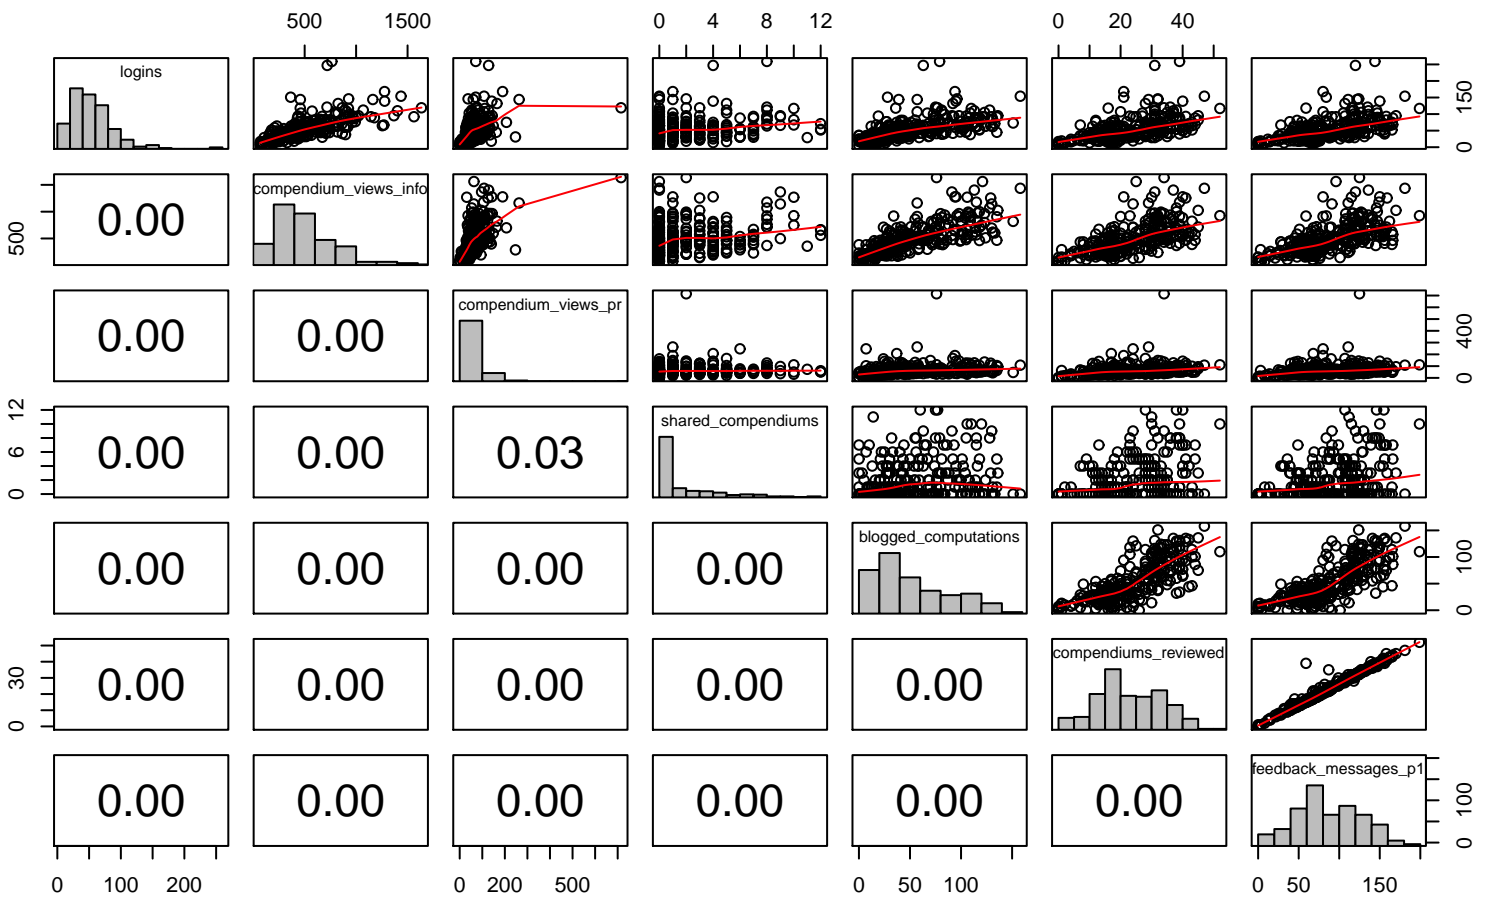 500 1500 0 4 8 12 0 20 40
logins
0 150
compendium_views_info
0.00
500
compendium_views_pr
0.00 0.00
0 400
shared_compendiums
0 6 12
0.00 0.00 0.03
blogged_computations
0.00 0.00 0.00 0.00
0 100
compendiums_reviewed
0 30
0.00 0.00 0.00 0.00 0.00
feedback_messages_p1
0.00 0.00 0.00 0.00 0.00 0.00
0 100
0 100 200 0 200 500 0 50 100 0 50 150